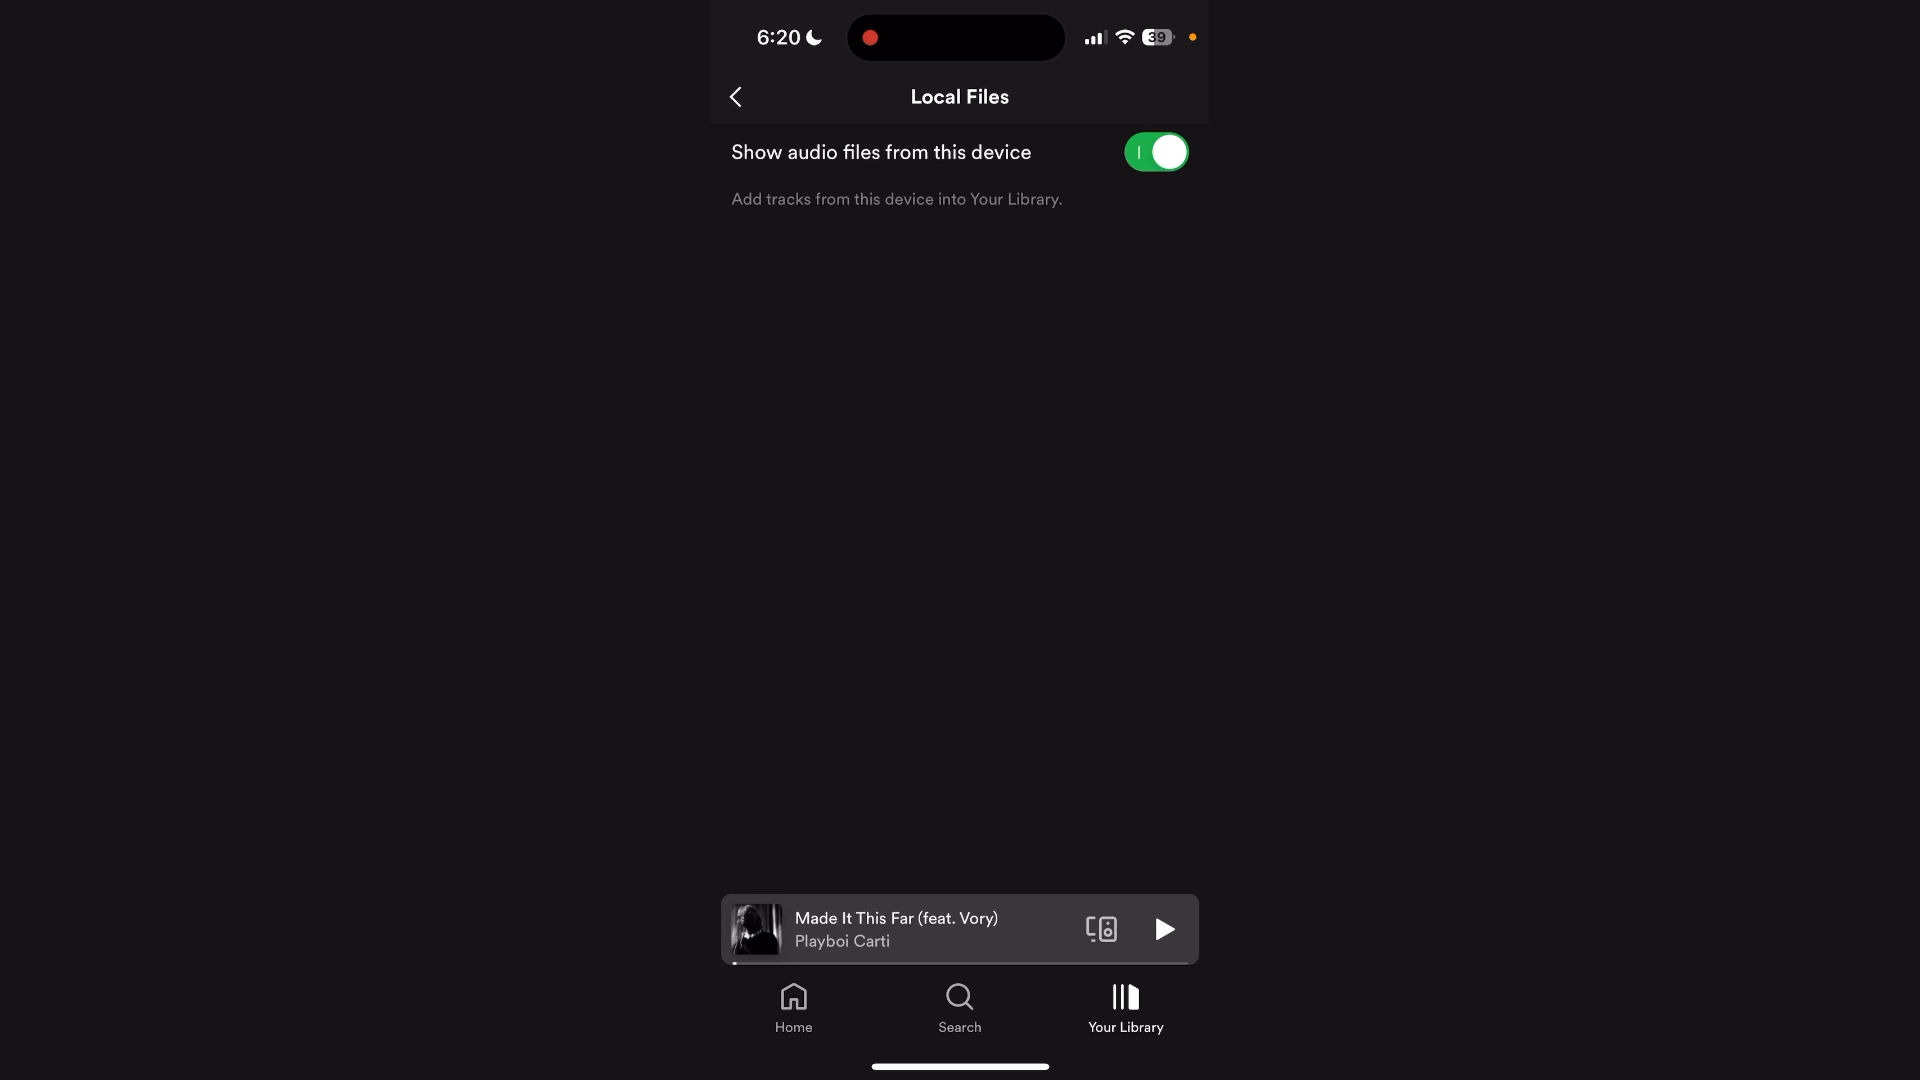 6:20
39
Local Files
Show audio files from this device
Add tracks from this device into Your Library.
Made It This Far (feat. Vory)
Playboi Carti
Home
Search
Your Library